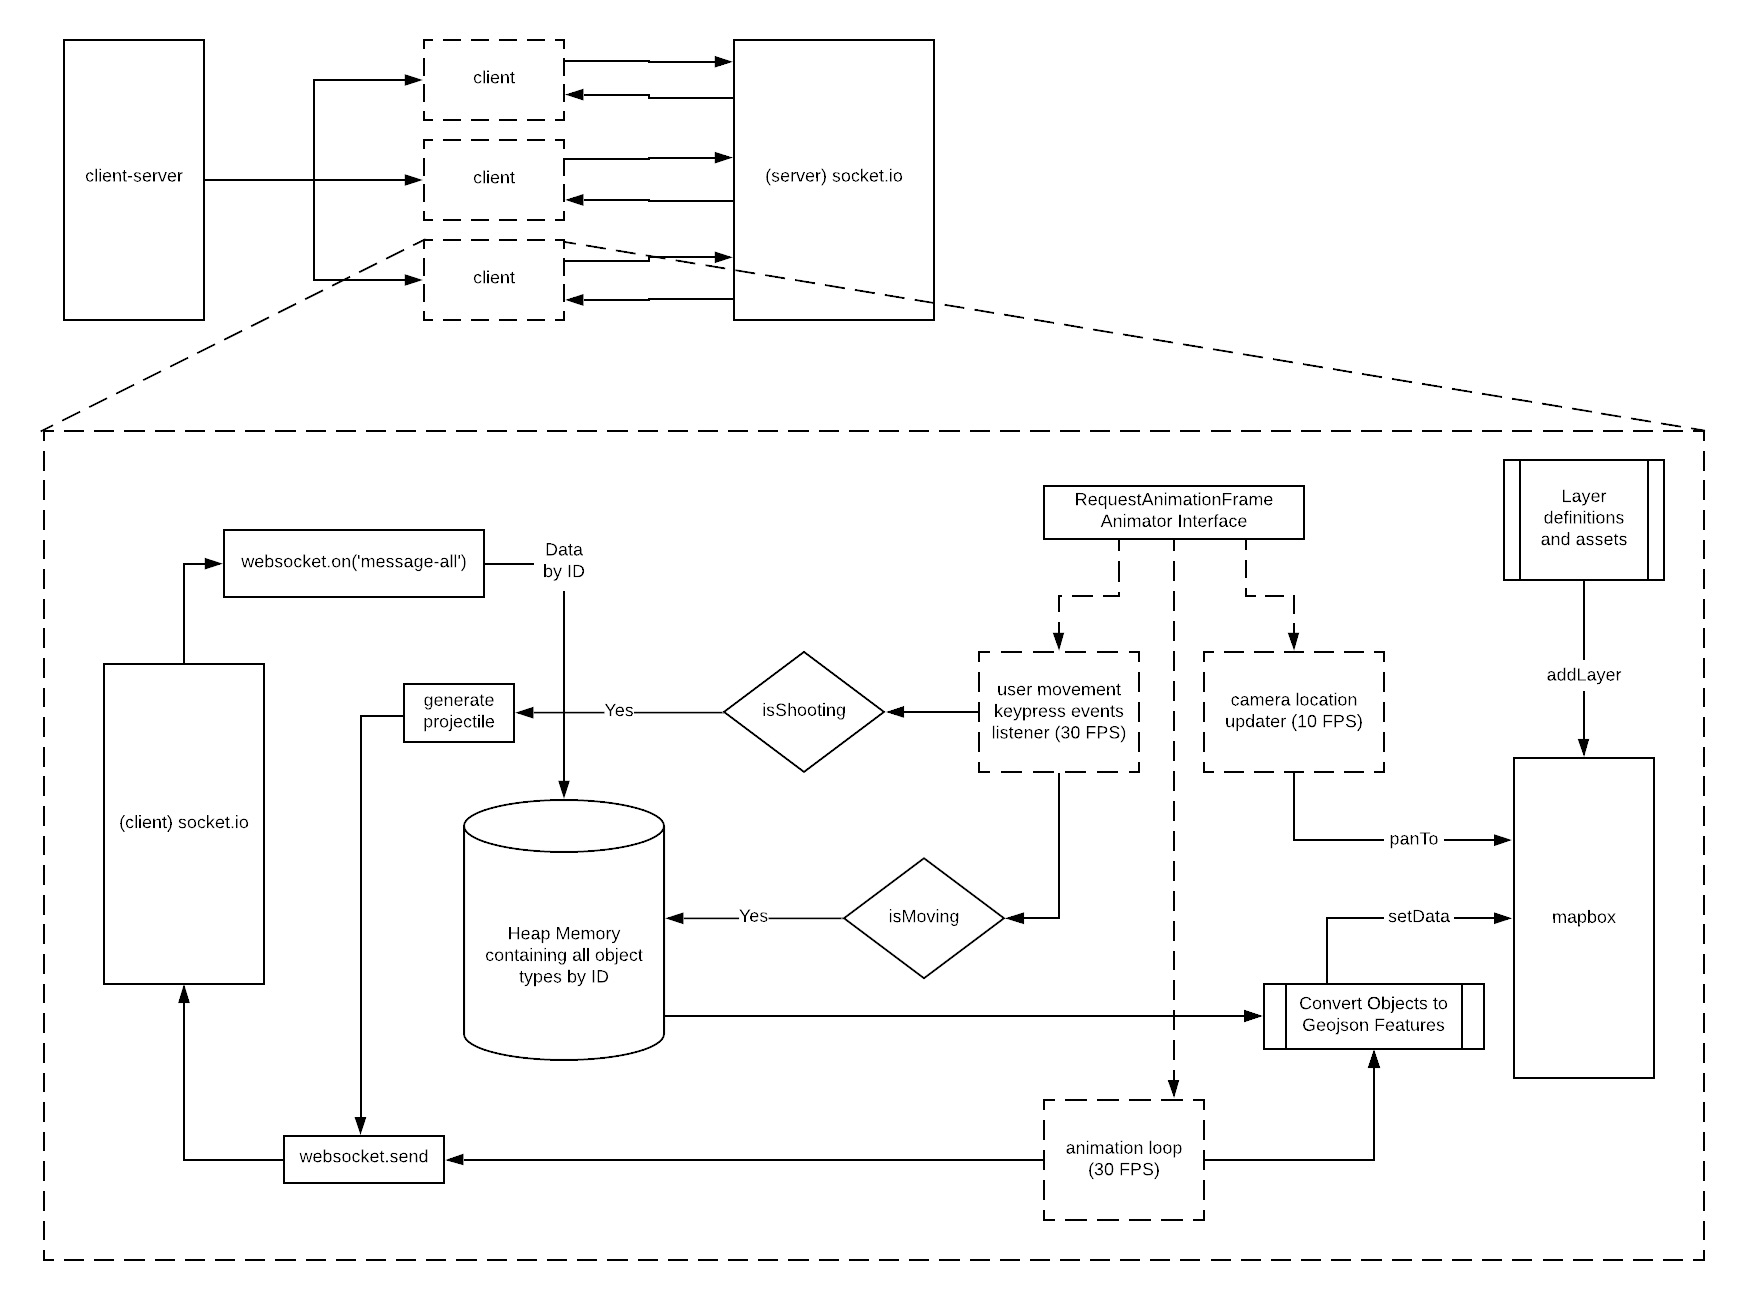 client
client-server
client
(server) socket.io
client
RequestAnimationFrame
Animator Interface
Layer
definitions
and assets
websocket.on('message-all')
Data
by ID
addLayer
generate
projectile
Yes
isShooting
user movement
keypress events
listener (30 FPS)
camera location
updater (10 FPS)
(client) socket.io
panTo
Heap Memory
containing all object
types by ID
Yes
isMoving
setData
mapbox
Convert Objects to
Geojson Features
websocket.send
animation loop
(30 FPS)